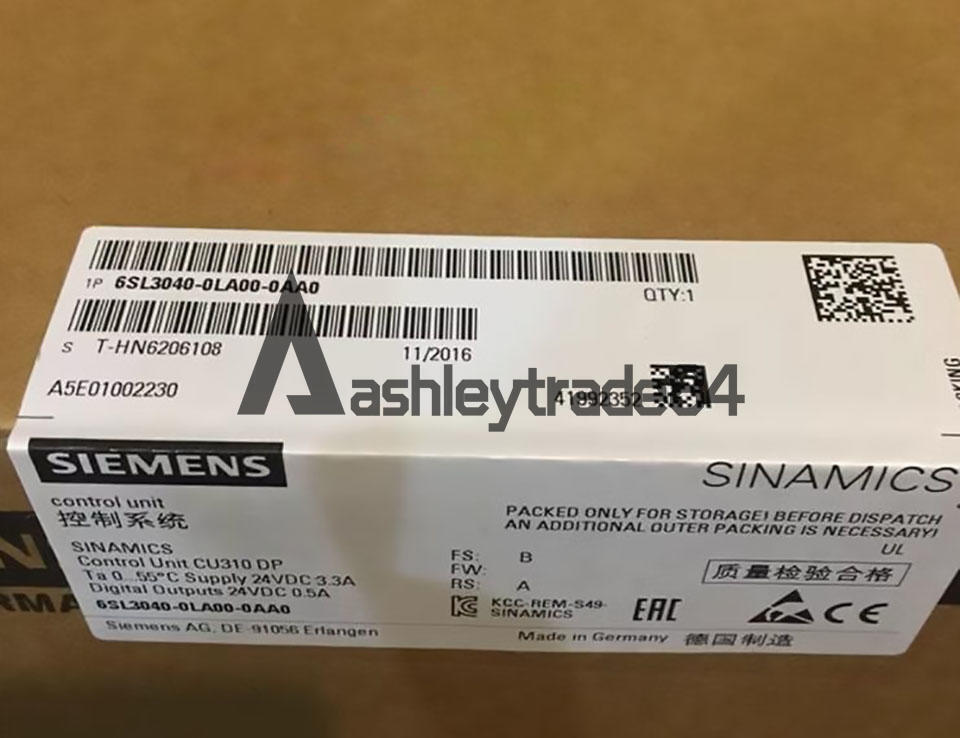 1P 6SL3040-0LA00-0AA0
QTY:1
S T-HN6206108
11/2016
A5E01002230
41992352
ashleytrade04
SIEMENS
SINAMICS
control unit
控制系统
PACKED ONLY FOR STORAGE! BEFORE DISPATCH
AN ADDITIONAL OUTER PACKING IS NECESSARY!
UL
SINAMICS
Control Unit CU310 DP
Ta 0...55°C Supply 24VDC 3.3A
Digital Outputs 24VDC 0.5A
6SL3040-0LA00-0AA0
FS: B
FW:
RS: A
质量检验合格
KCC-REM-S49-
SINAMICS
EAC
CE
Siemens AG, DE-91056 Erlangen
Made in Germany 德国制造